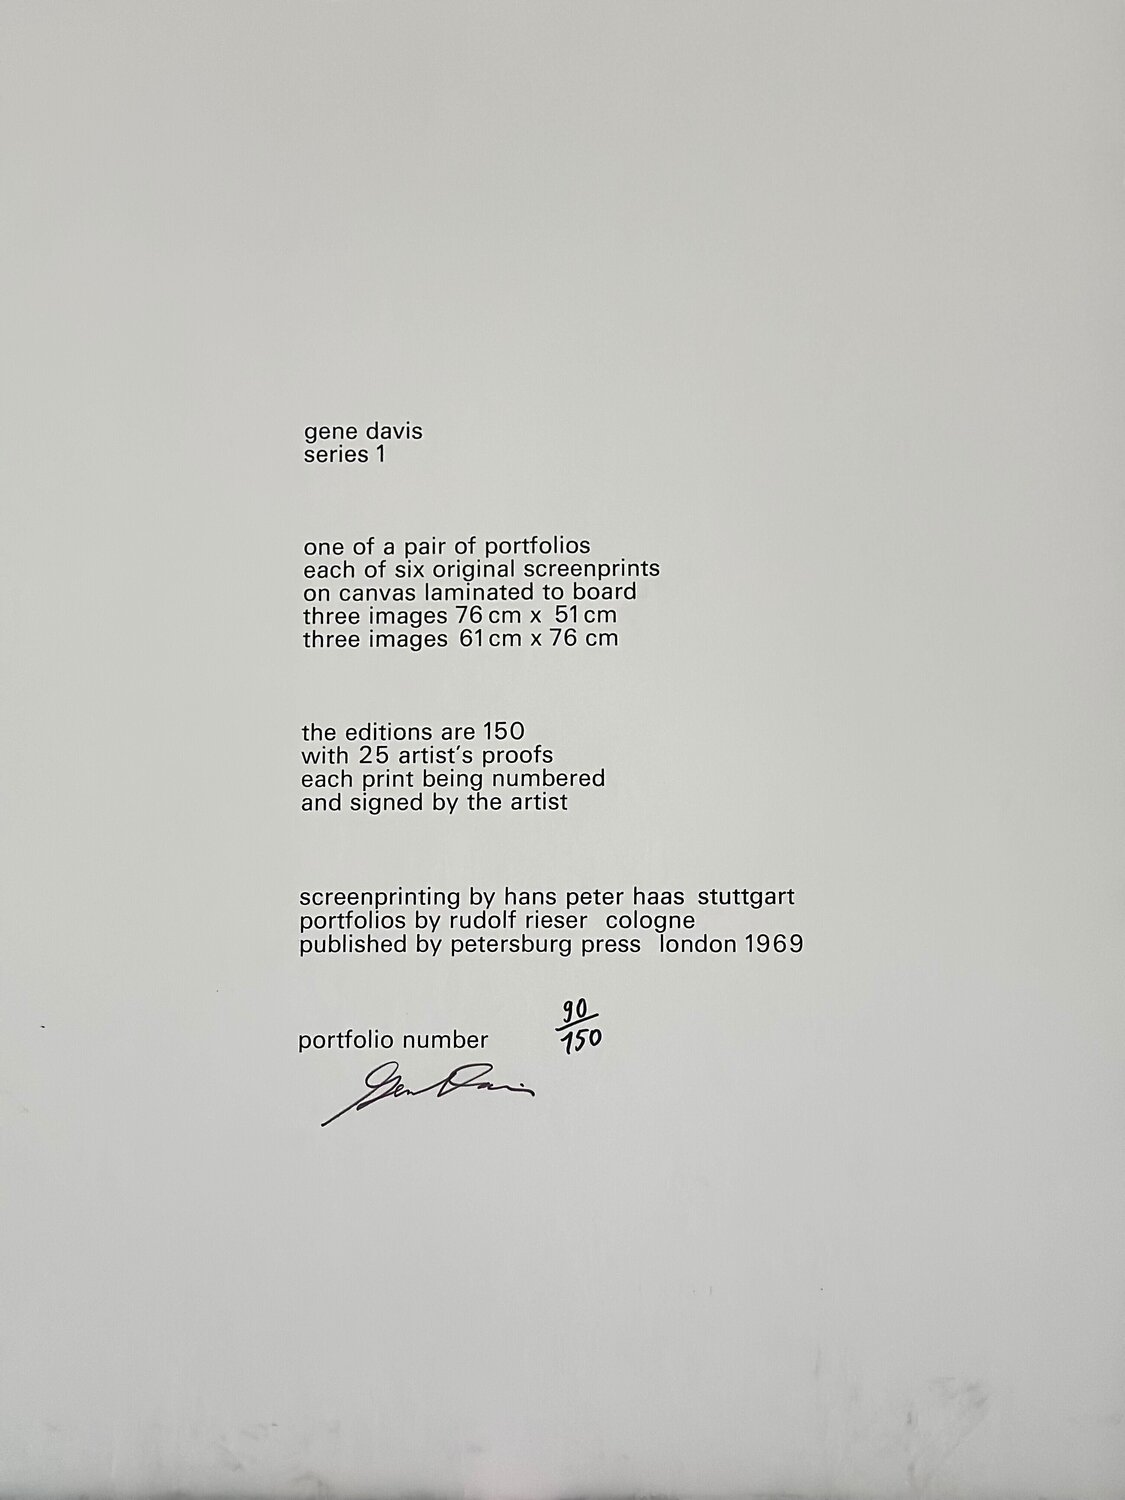 gene davis
series 1
one of a pair of portfolios
each of six original screenprints
on canvas laminated to board
three images 76 cm x 51 cm
three images 61 cm x 76 cm
the editions are 150
with 25 artist's proofs
each print being numbered
and signed by the artist
screenprinting by hans peter haas stuttgart
portfolios by rudolf rieser cologne
published by petersburg press london 1969
portfolio number 90/150
Gene Davis